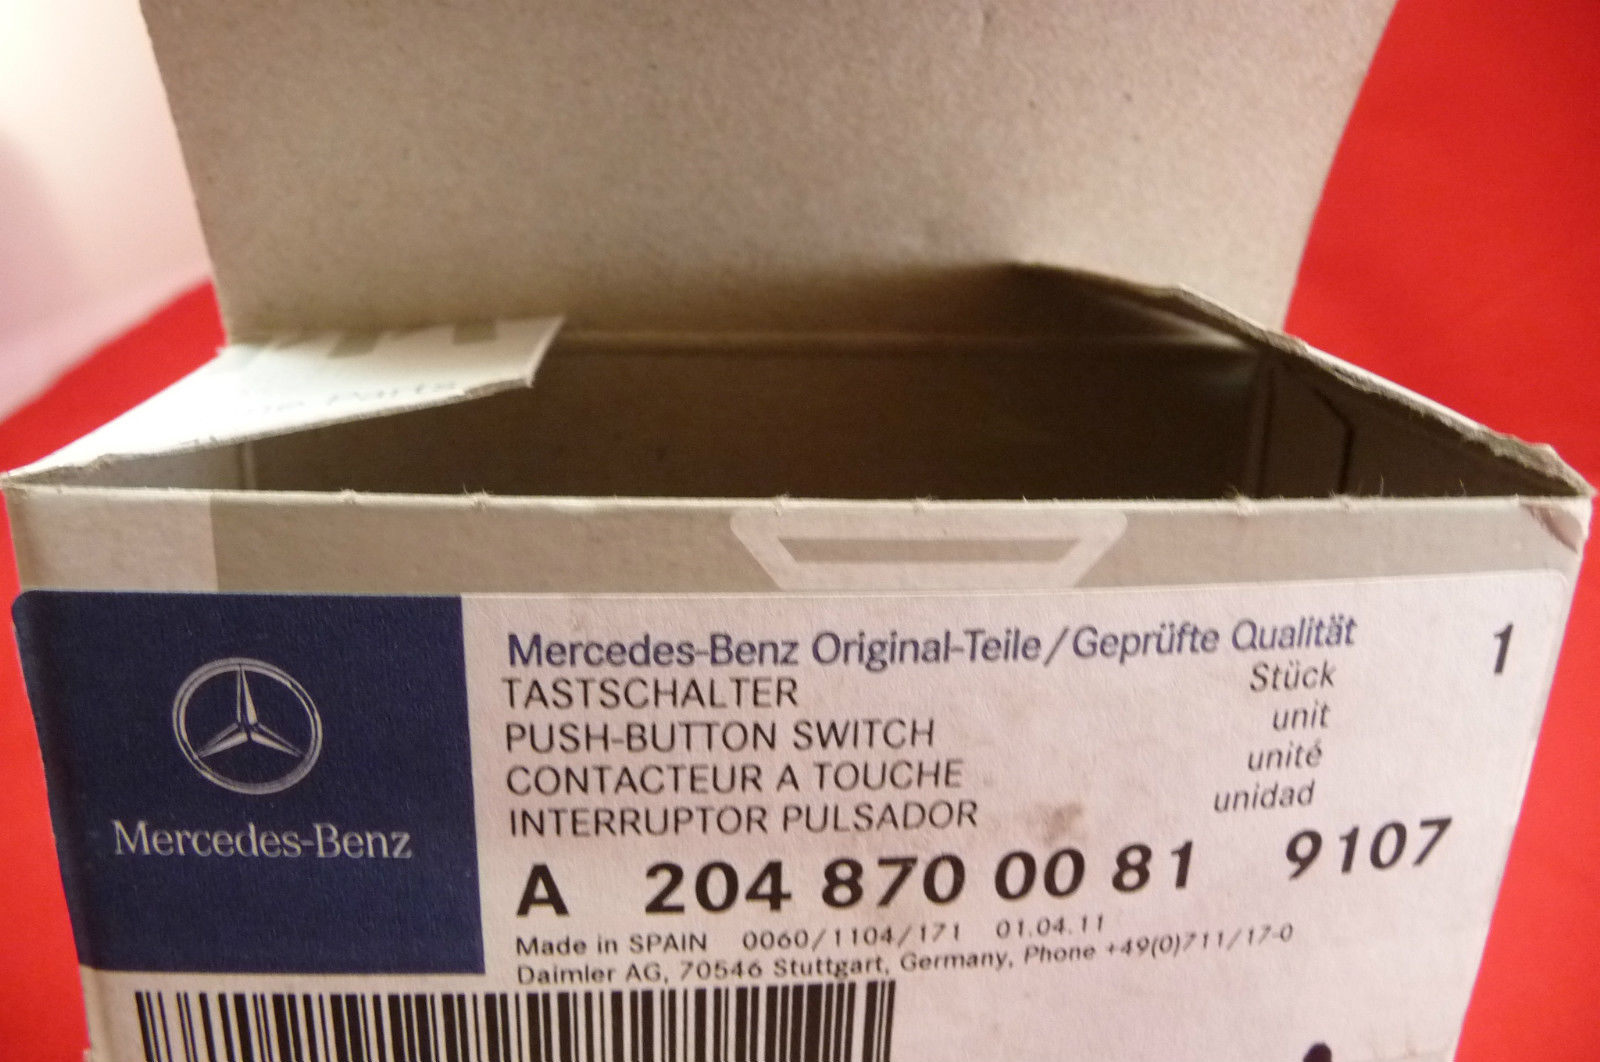 Mercedes-Benz
Mercedes-Benz Original-Teile/Geprüfte Qualität
TASTSCHALTER
PUSH-BUTTON SWITCH
CONTACTEUR A TOUCHE
INTERRUPTOR PULSADOR
Stück
unit
unité
unidad
1
A 204 870 00 81 9107
Made in SPAIN 0060/1104/171 01.04.11
Daimler AG, 70546 Stuttgart, Germany, Phone +49(0)711/17-0